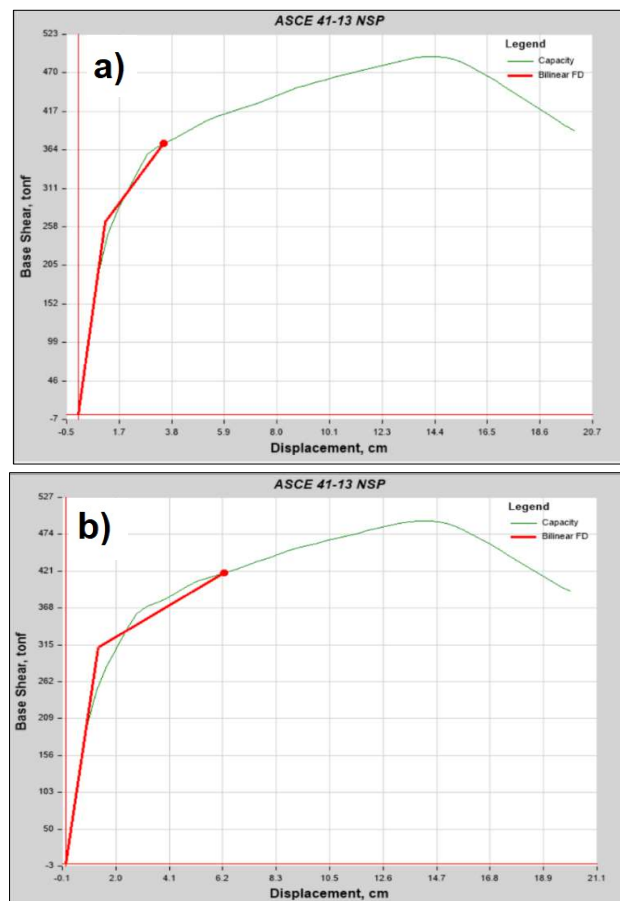 ASCE 41-13 NSP
a)
Legend
Capacity
Bilinear FD
Base Shear, tonf
523
470
417
364
311
258
205
152
99
46
-7
-0.5 1.7 3.8 5.9 8.0 10.1 12.3 14.4 16.5 18.6 20.7
Displacement, cm
ASCE 41-13 NSP
b)
Legend
Capacity
Bilinear FD
Base Shear, tonf
527
474
421
368
315
262
209
156
103
50
-3
-0.1 2.0 4.1 6.2 8.3 10.4 12.5 14.7 16.8 18.9 21.1
Displacement, cm